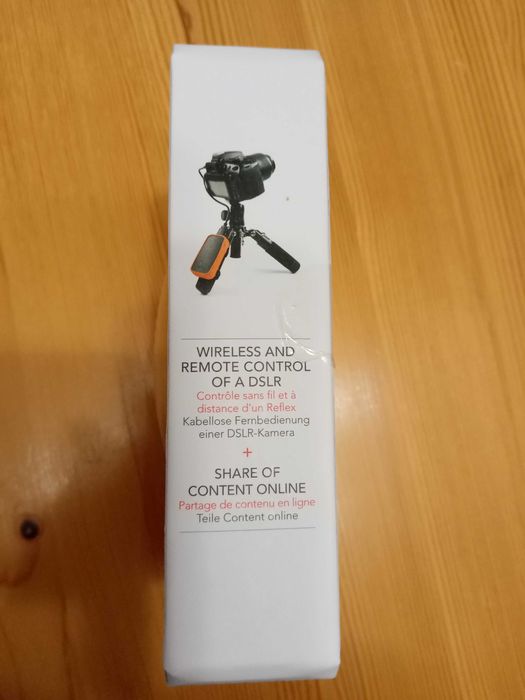 WIRELESS AND
REMOTE CONTROL
OF A DSLR
Contrôle sans fil et à
distance d'un Reflex
Kabellose Fernbedienung
einer DSLR-Kamera
+
SHARE OF
CONTENT ONLINE
Partage de contenu en ligne
Teile Content online